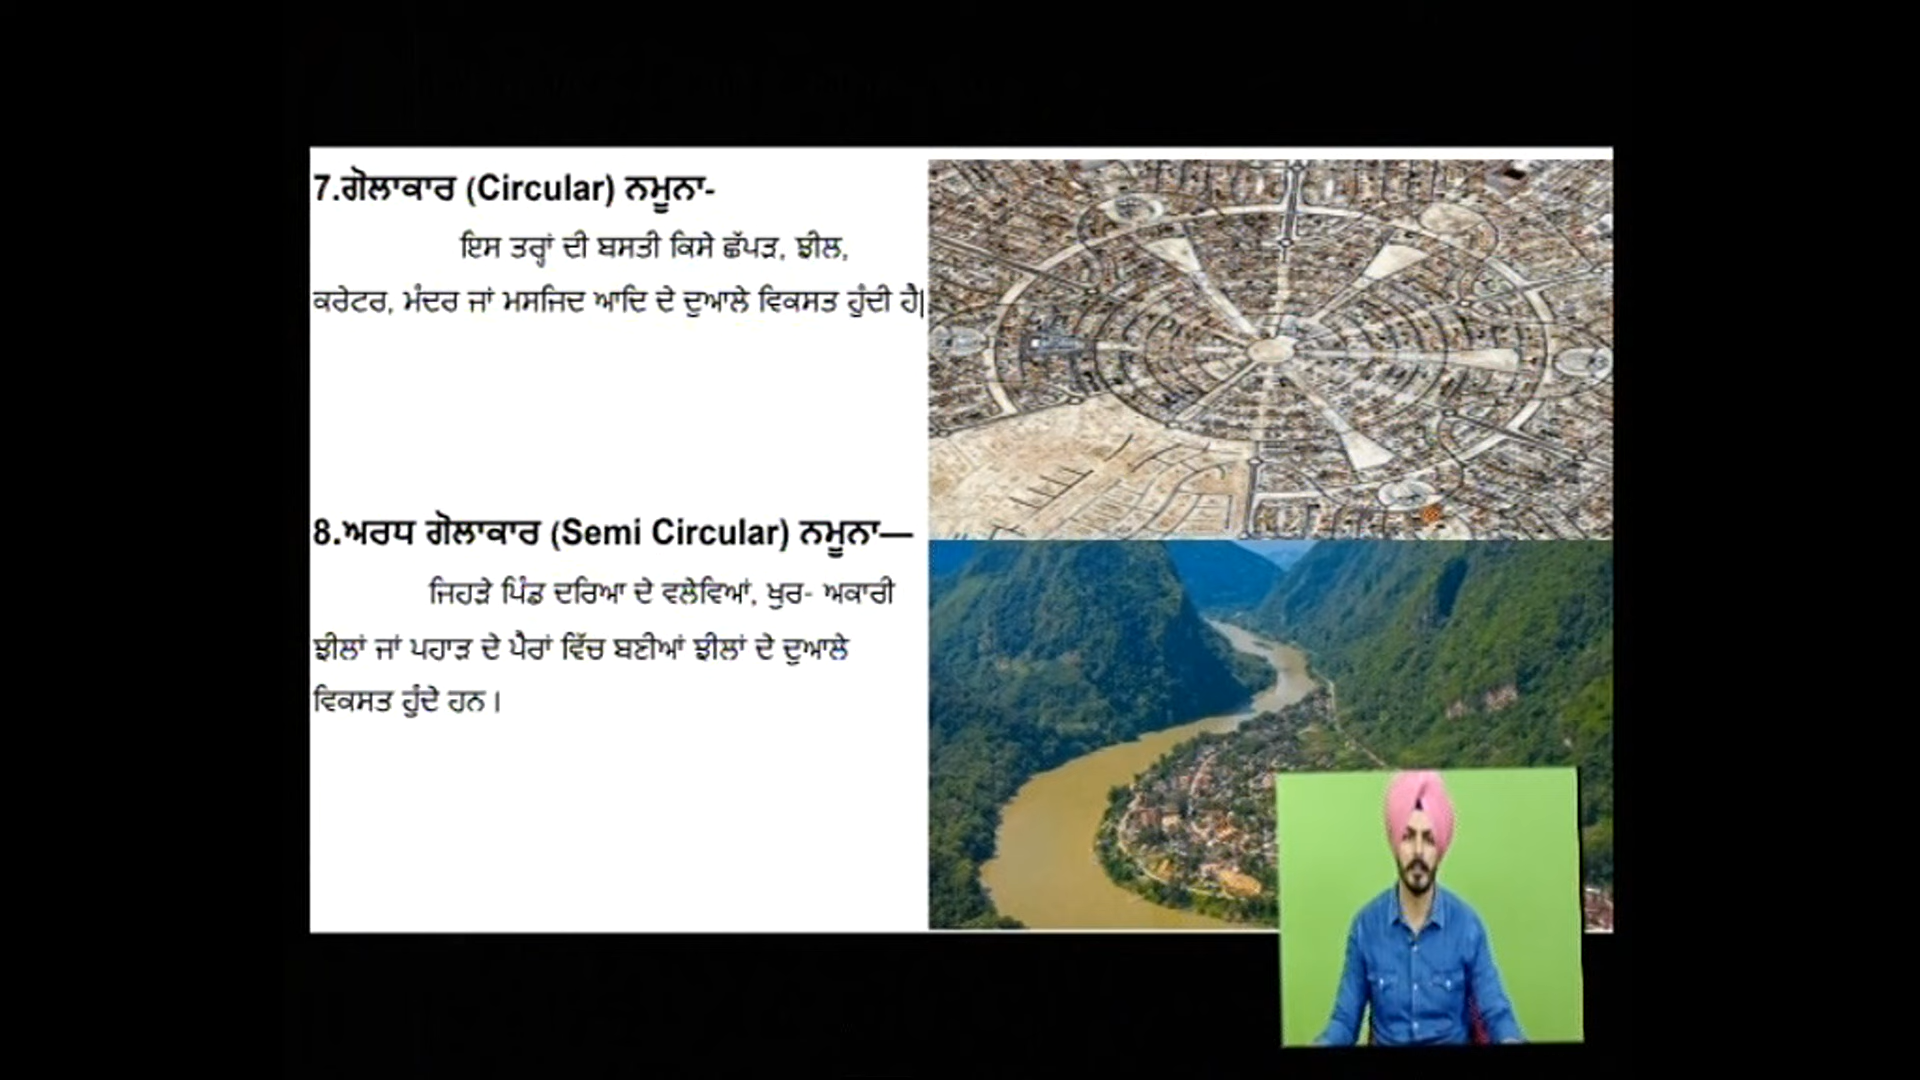 7.ਗੋਲਾਕਾਰ (Circular) ਨਮੂਨਾ-
ਇਸ ਤਰ੍ਹਾਂ ਦੀ ਬਸਤੀ ਕਿਸੇ ਛੱਪੜ, ਝੀਲ,
ਕਰੇਟਰ, ਮੰਦਰ ਜਾਂ ਮਸਜਿਦ ਆਦਿ ਦੇ ਦੁਆਲੇ ਵਿਕਸਤ ਹੁੰਦੀ ਹੈ|
8.ਅਰਧ ਗੋਲਾਕਾਰ (Semi Circular) ਨਮੂਨਾ—
ਜਿਹੜੇ ਪਿੰਡ ਦਰਿਆ ਦੇ ਵਲੇਵਿਆਂ, ਖੁਰ- ਅਕਾਰੀ
ਝੀਲਾਂ ਜਾਂ ਪਹਾੜ ਦੇ ਪੈਰਾਂ ਵਿੱਚ ਬਣੀਆਂ ਝੀਲਾਂ ਦੇ ਦੁਆਲੇ
ਵਿਕਸਤ ਹੁੰਦੇ ਹਨ।